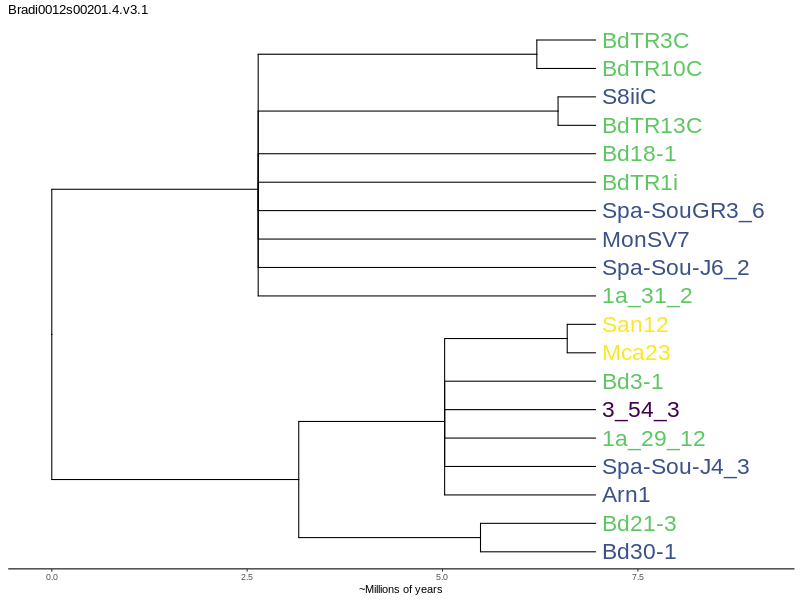 Bradi0012s00201.4.v3.1
BdTR3C
BdTR10C
S8iiC
BdTR13C
Bd18-1
BdTR1i
Spa-SouGR3_6
MonSV7
Spa-Sou-J6_2
1a_31_2
San12
Mca23
Bd3-1
3_54_3
1a_29_12
Spa-Sou-J4_3
Arn1
Bd21-3
Bd30-1
0.0 2.5 5.0 7.5
~Millions of years